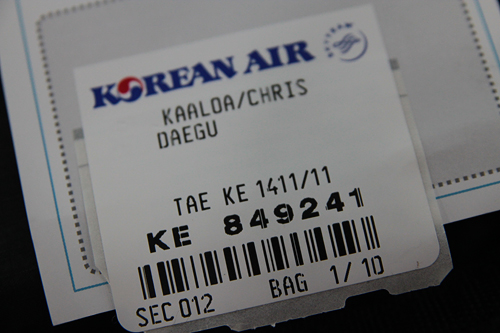 KOREAN AIR
KAALOA/CHRIS
DAEGU
TAE KE 1411/11
KE 849241
SEC 012 BAG 1/10